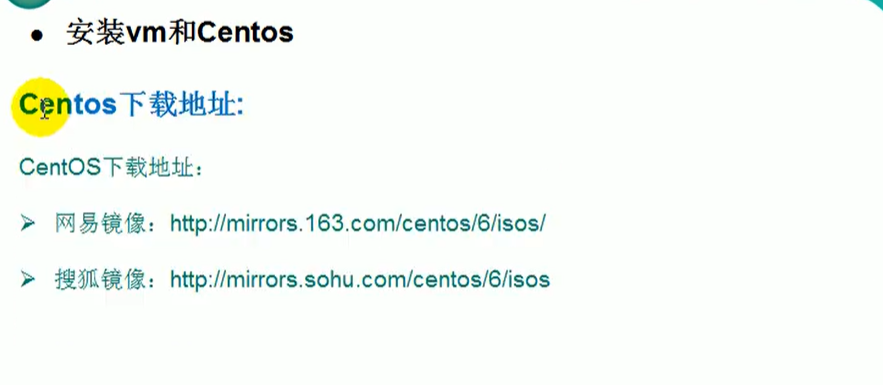 ● 安装vm和Centos
Centos下载地址:
CentOS下载地址：
➢ 网易镜像：http://mirrors.163.com/centos/6/isos/
➢ 搜狐镜像：http://mirrors.sohu.com/centos/6/isos